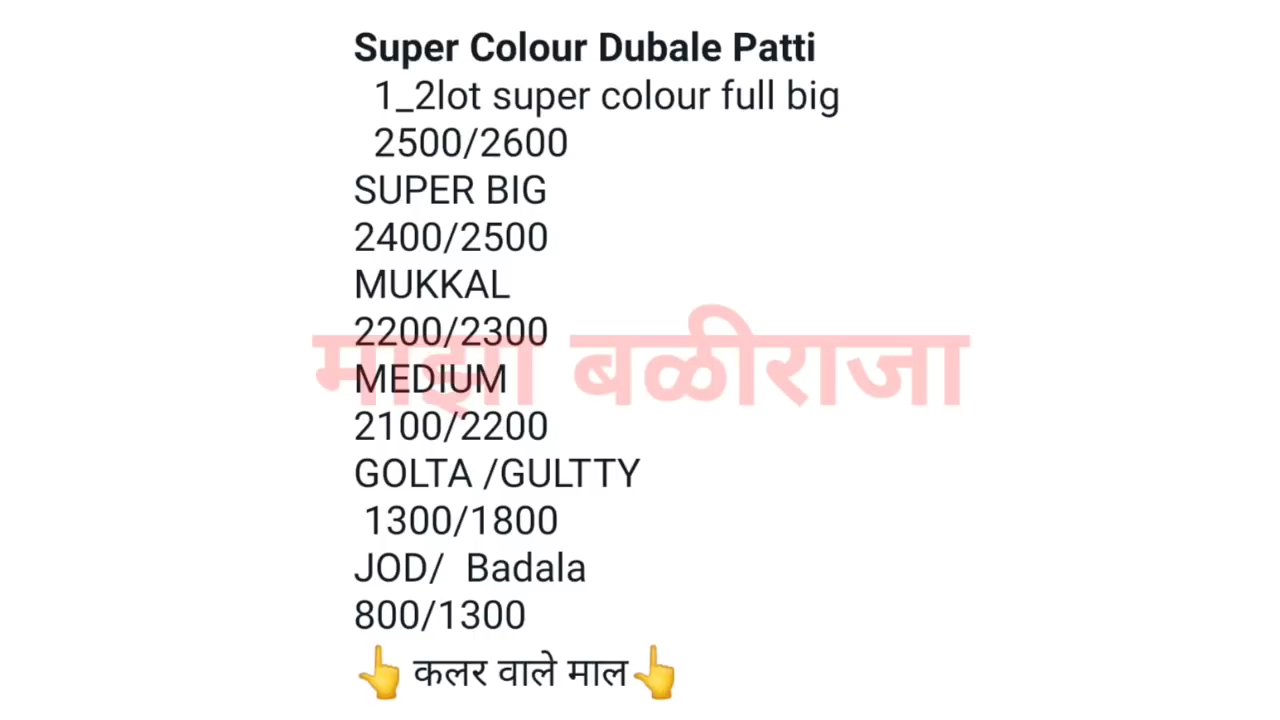 Super Colour Dubale Patti
1_2lot super colour full big
2500/2600
SUPER BIG
2400/2500
MUKKAL
2200/2300
माझा बळीराजा
MEDIUM
2100/2200
GOLTA /GULTTY
1300/1800
JOD/ Badala
800/1300
👆 कलर वाले माल👆